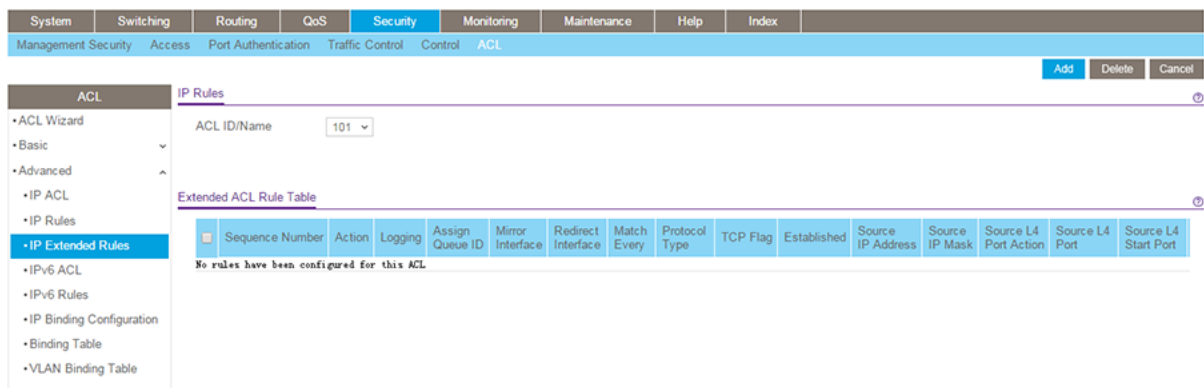 System Switching Routing QoS Security Monitoring Maintenance Help Index
Management Security Access Port Authentication Traffic Control Control ACL
Add Delete Cancel
ACL
• ACL Wizard
• Basic
• Advanced
• IP ACL
• IP Rules
• IP Extended Rules
• IPv6 ACL
• IPv6 Rules
• IP Binding Configuration
• Binding Table
• VLAN Binding Table
IP Rules
ACL ID/Name 101
Extended ACL Rule Table
Sequence Number Action Logging Assign Queue ID Mirror Interface Redirect Interface Match Every Protocol Type TCP Flag Established Source IP Address Source IP Mask Source L4 Port Action Source L4 Port Source L4 Start Port
No rules have been configured for this ACL